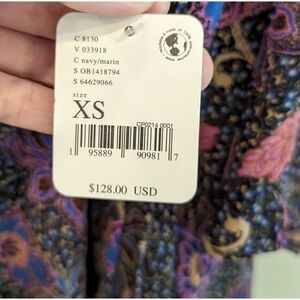 C 8130
V 033918
C navy/marin
S OB1418794
S 64629066
size
XS
CP0214 0001
1 95889 90981 7
$128.00 USD